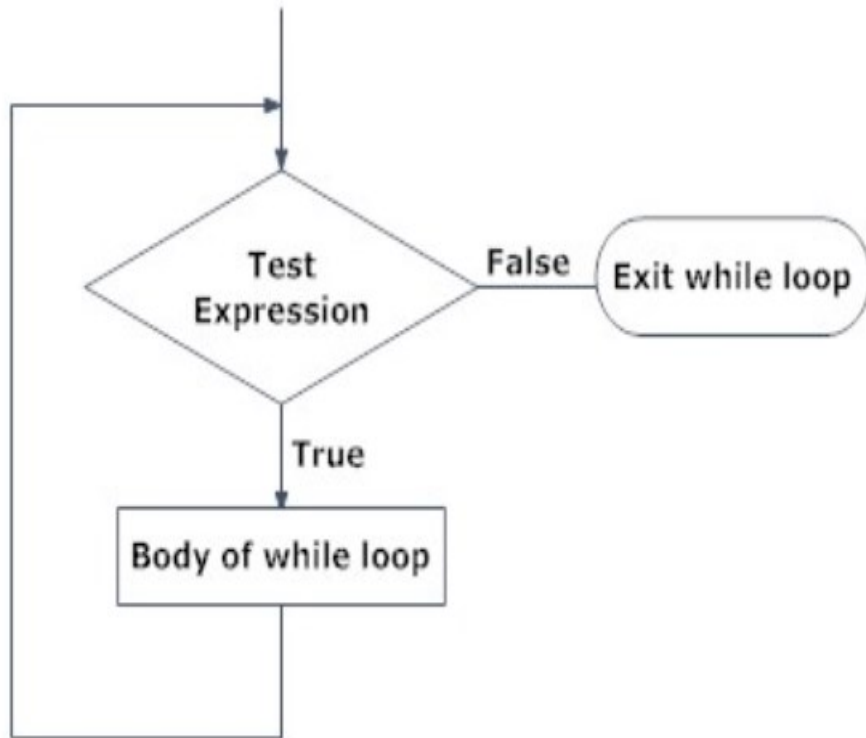 Test
Expression
False
Exit while loop
True
Body of while loop